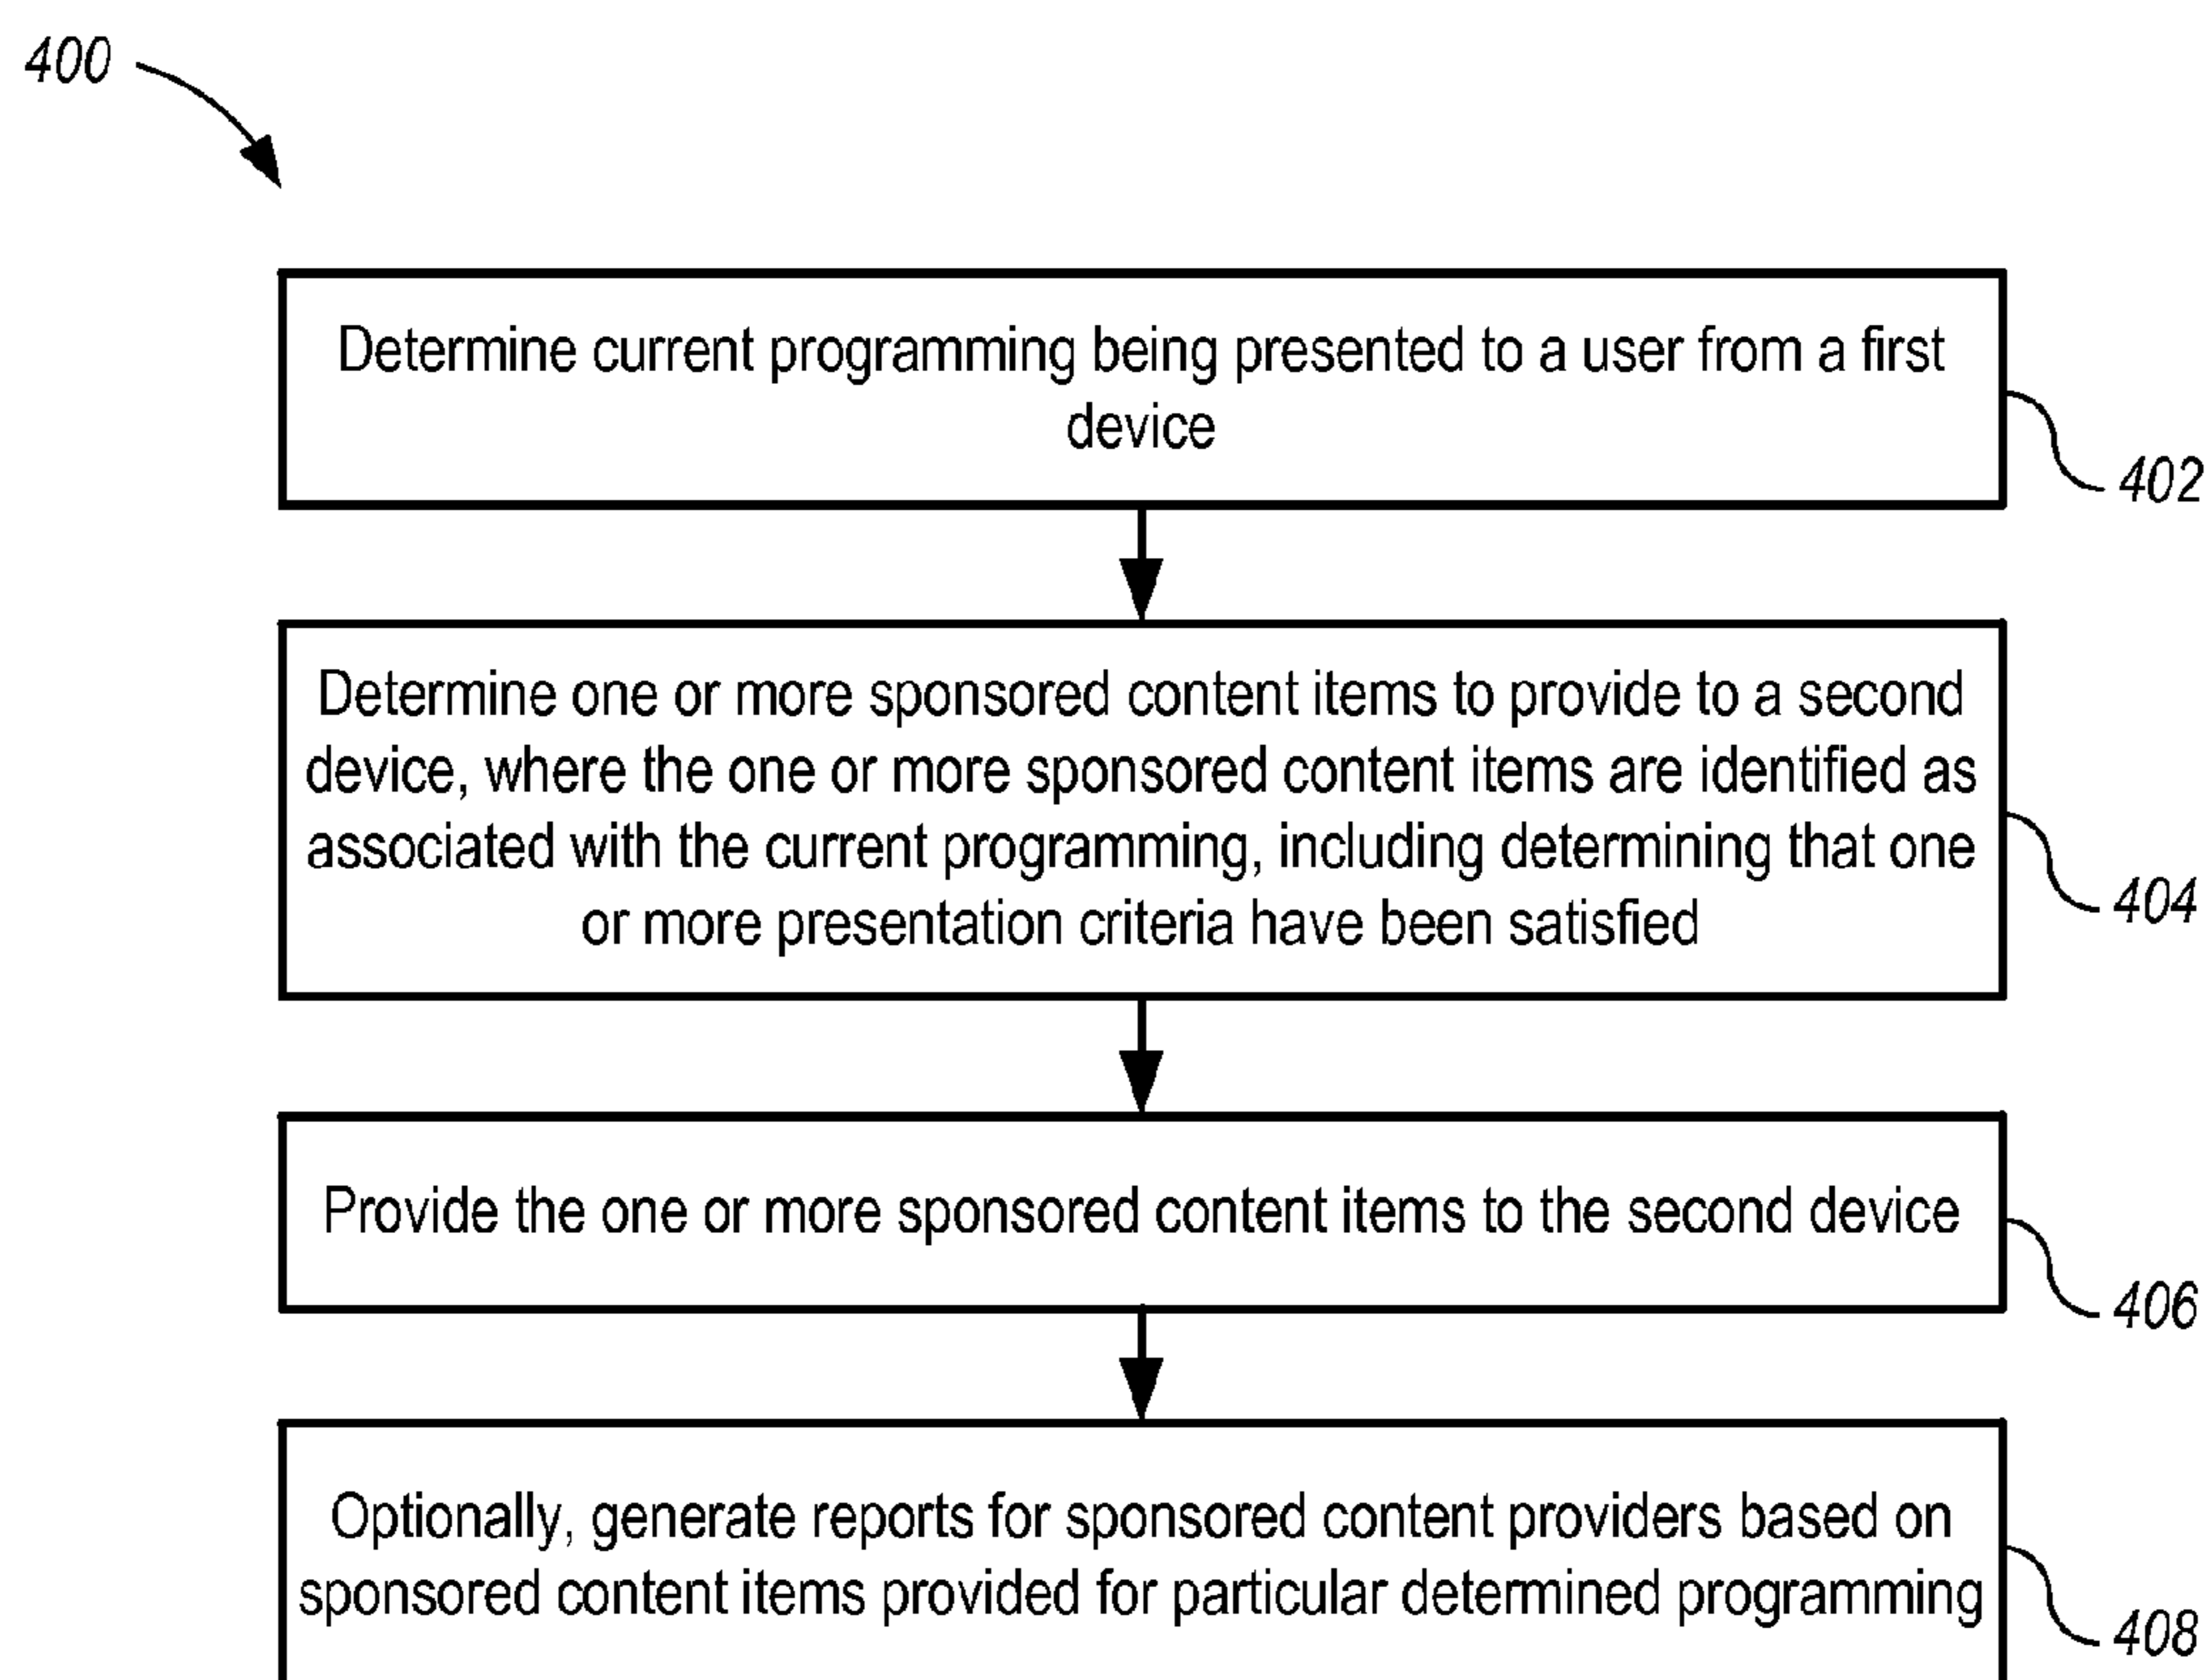 400
Determine current programming being presented to a user from a first
device
402
Determine one or more sponsored content items to provide to a second
device, where the one or more sponsored content items are identified as
associated with the current programming, including determining that one
or more presentation criteria have been satisfied
404
Provide the one or more sponsored content items to the second device
406
Optionally, generate reports for sponsored content providers based on
sponsored content items provided for particular determined programming
408